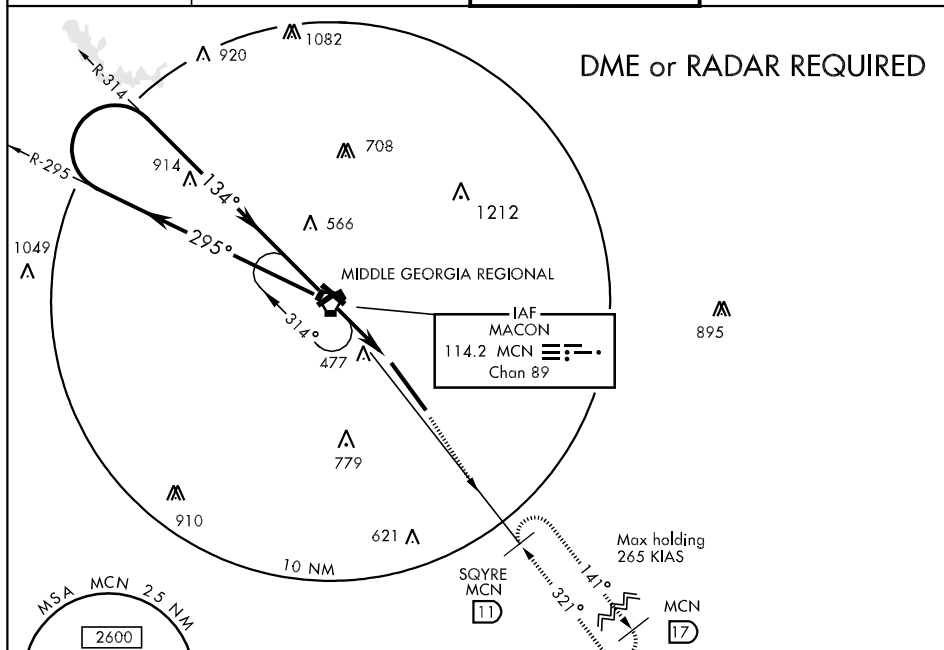 1082
920
DME or RADAR REQUIRED
R-314
708
914
R-295
134°
1212
566
295°
1049
MIDDLE GEORGIA REGIONAL
IAF
MACON
114.2 MCN
Chan 89
895
314°
477
779
910
621
Max holding
265 KIAS
10 NM
SQYRE
MCN
11
141°
321°
MCN
17
MSA MCN 25 NM
2600